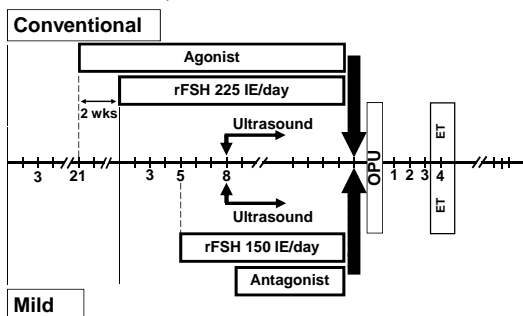 Conventional
Agonist
rFSH 225 IE/day
2 wks
Ultrasound
ET
3 21 3 5 8 OPU 1 2 3 4
Ultrasound
ET
rFSH 150 IE/day
Antagonist
Mild